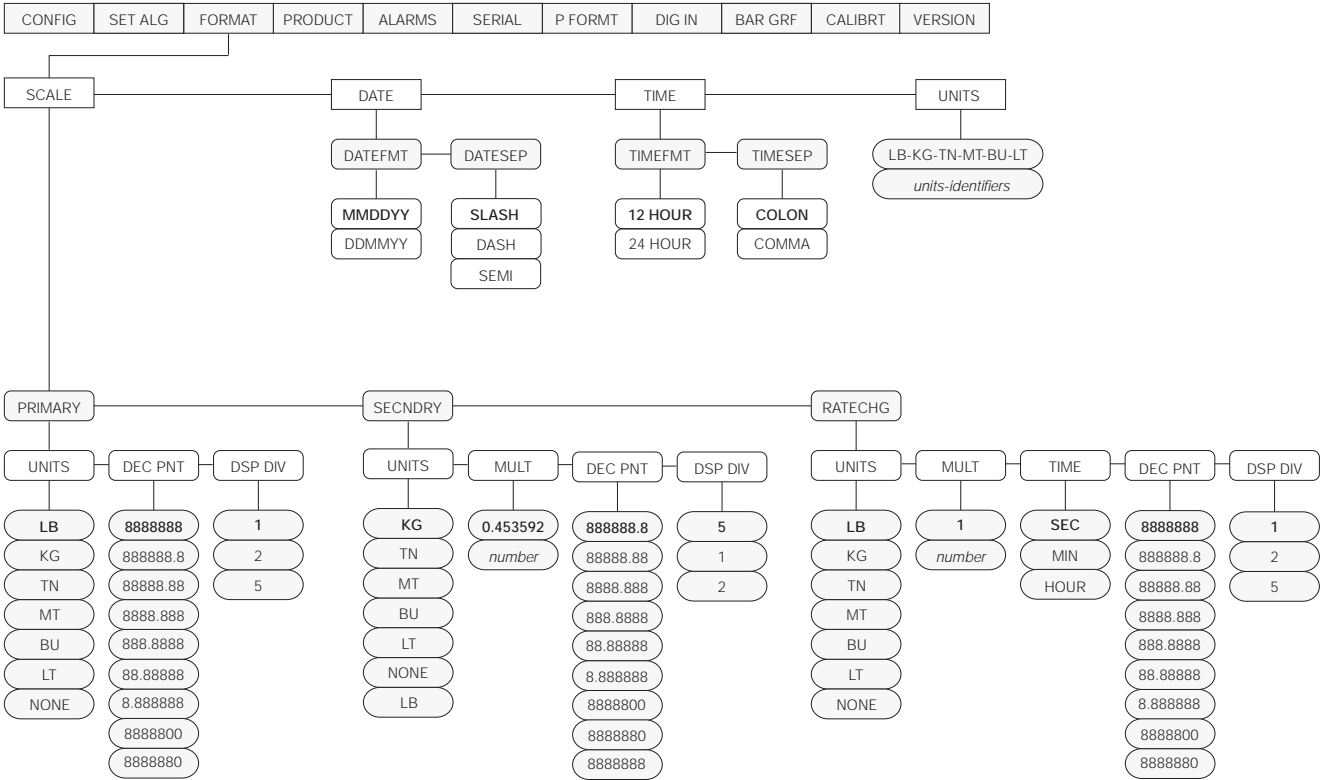 CONFIG SET ALG FORMAT PRODUCT ALARMS SERIAL P FORMT DIG IN BAR GRF CALIBRT VERSION
SCALE DATE TIME UNITS
DATEFMT DATESEP TIMEFMT TIMESEP LB-KG-TN-MT-BU-LT
units-identifiers
MMDDYY SLASH 12 HOUR COLON
DDMMYY DASH 24 HOUR COMMA
SEMI
PRIMARY SECNDRY RATECHG
UNITS DEC PNT DSP DIV UNITS MULT DEC PNT DSP DIV UNITS MULT TIME DEC PNT DSP DIV
LB 8888888 1 KG 0.453592 888888.8 5 LB 1 SEC 8888888 1
KG 888888.8 2 TN number 88888.88 1 KG number MIN 888888.8 2
TN 88888.88 5 MT 8888.888 2 TN HOUR 88888.88 5
MT 8888.888 BU 888.8888 MT 8888.888
BU 888.8888 LT 88.88888 BU 888.8888
LT 88.88888 NONE 8.888888 LT 88.88888
NONE 8.888888 LB 8888800 NONE 8.888888
8888800 8888880 8888800
8888880 8888888 8888880